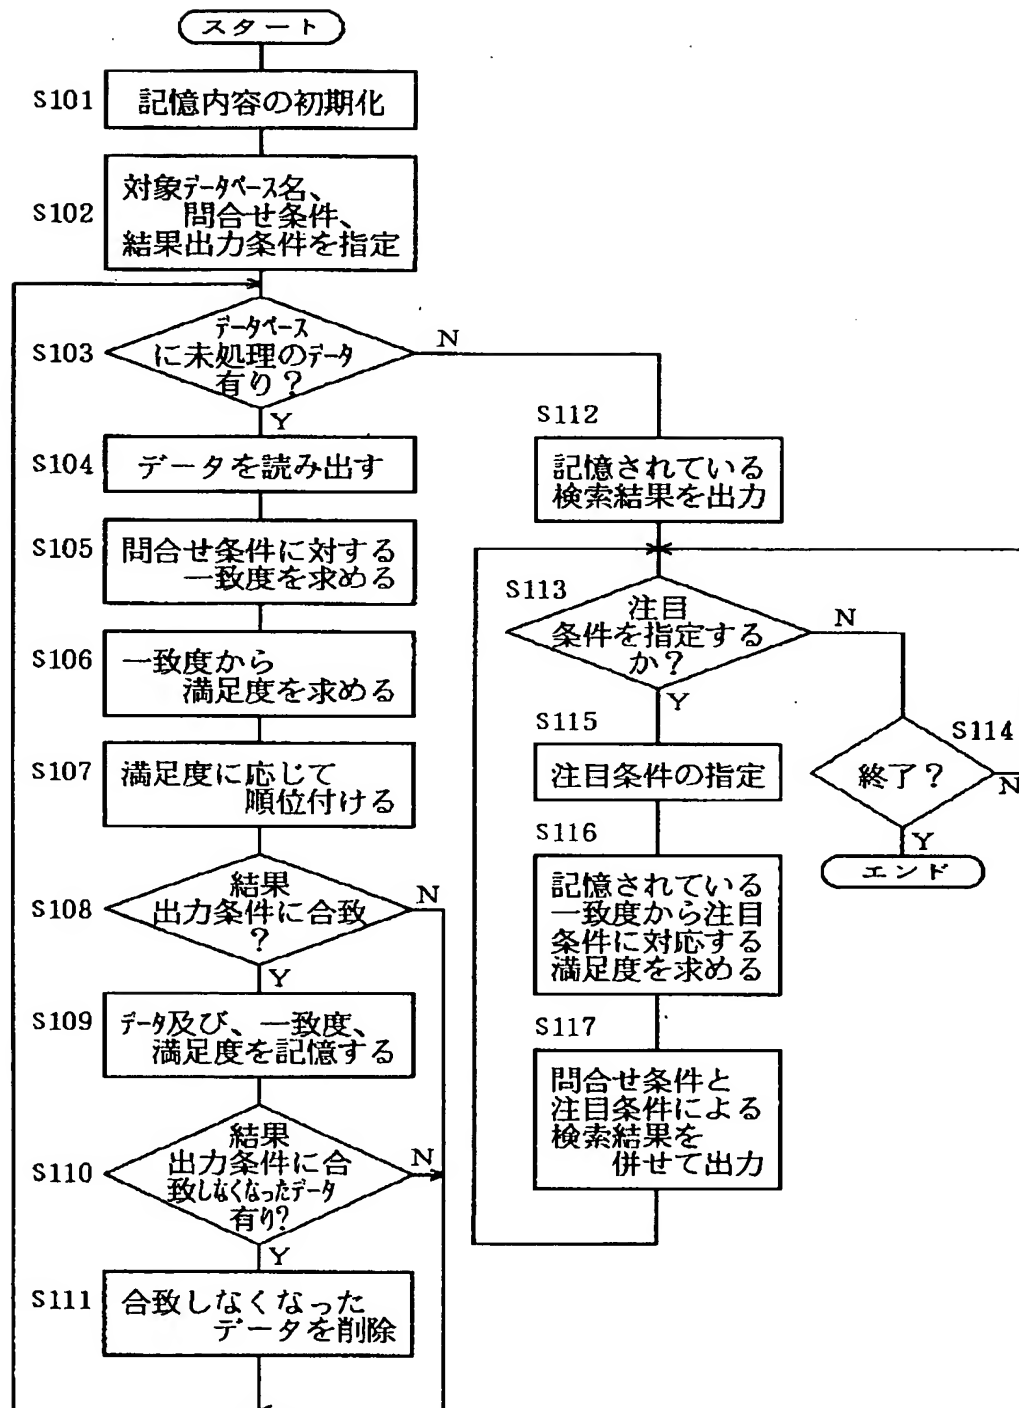 スタート
S101
記憶内容の初期化
S102
対象データベース名、
問合せ条件、
結果出力条件を指定
S103
データベース
に未処理のデータ
有り?
N
Y
S104
データを読み出す
S105
問合せ条件に対する
一致度を求める
S106
一致度から
満足度を求める
S107
満足度に応じて
順位付ける
S108
結果
出力条件に合致
?
N
Y
S109
データ及び、一致度、
満足度を記憶する
S110
結果
出力条件に合
致しなくなったデータ
有り?
N
Y
S111
合致しなくなった
データを削除
S112
記憶されている
検索結果を出力
S113
注目
条件を指定する
か?
N
Y
S114
終了?
N
Y
エンド
S115
注目条件の指定
S116
記憶されている
一致度から注目
条件に対応する
満足度を求める
S117
問合せ条件と
注目条件による
検索結果を
併せて出力